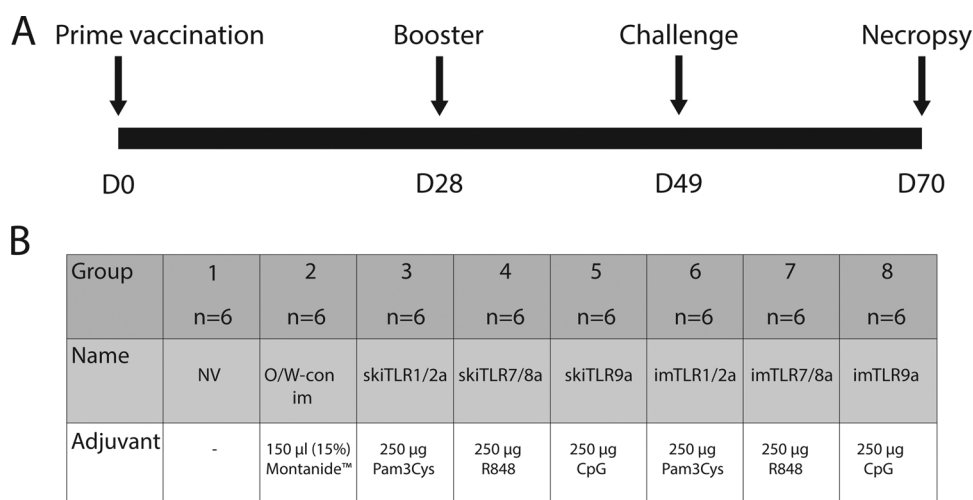 A
Prime vaccination Booster Challenge Necropsy
D0 D28 D49 D70
B
Group 1 2 3 4 5 6 7 8
n=6 n=6 n=6 n=6 n=6 n=6 n=6 n=6
Name
NV O/W-con skiTLR1/2a skiTLR7/8a skiTLR9a imTLR1/2a imTLR7/8a imTLR9a
im
Adjuvant - 150 µl (15%) 250 µg 250 µg 250 µg 250 µg 250 µg 250 µg
Montanide™ Pam3Cys R848 CpG Pam3Cys R848 CpG